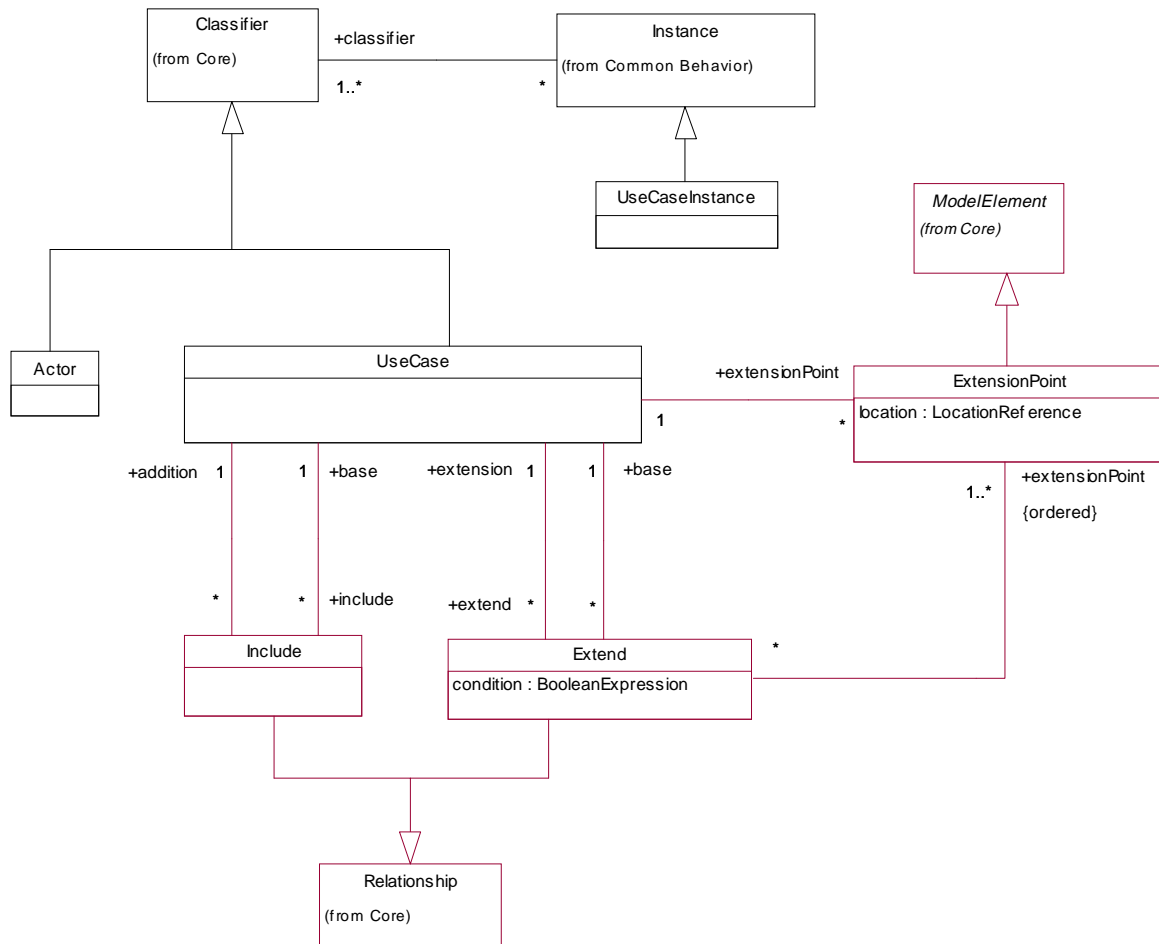 Classifier
(from Core)
+classifier
1..*
*
Instance
(from Common Behavior)
UseCaseInstance
ModelElement
(from Core)
Actor
UseCase
+extensionPoint
1
*
ExtensionPoint
location : LocationReference
+addition
1
1
+base
+extension
1
1
+base
1..*
+extensionPoint
{ordered}
*
*
+include
+extend
*
*
Include
Extend
condition : BooleanExpression
*
Relationship
(from Core)